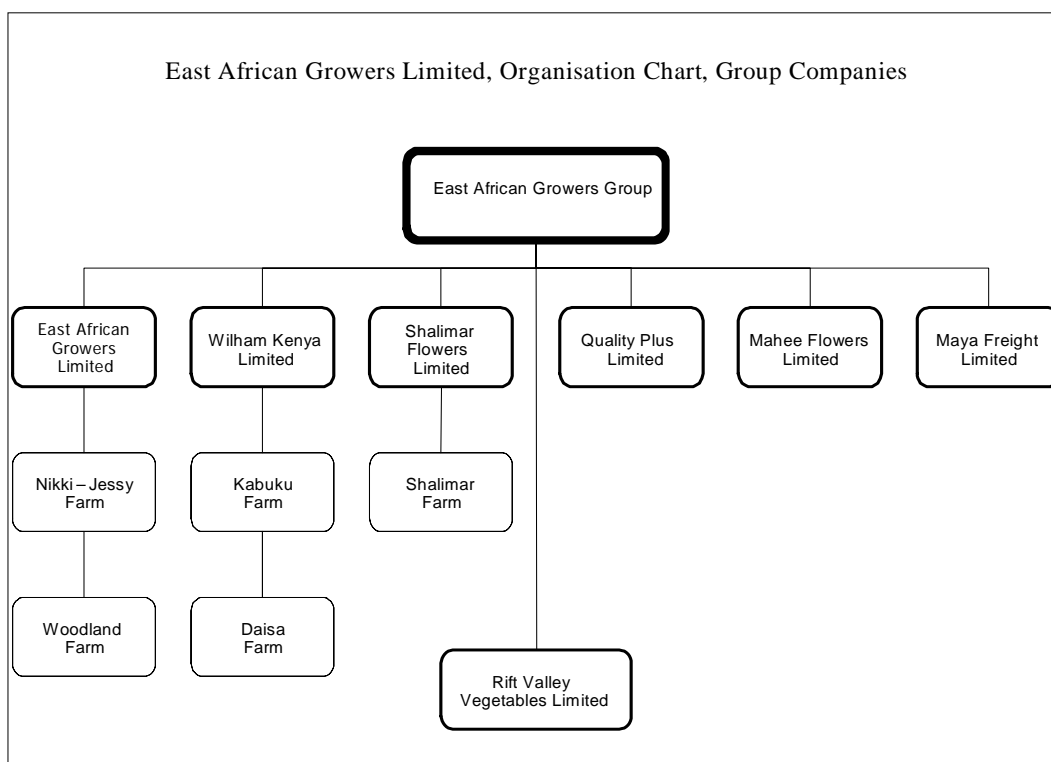 East African Growers Limited, Organisation Chart, Group Companies
East African Growers Group
East African
Growers
Limited
Wilham Kenya
Limited
Shalimar
Flowers
Limited
Quality Plus
Limited
Mahee Flowers
Limited
Maya Freight
Limited
Nikki – Jessy
Farm
Kabuku
Farm
Shalimar
Farm
Woodland
Farm
Daisa
Farm
Rift Valley
Vegetables Limited